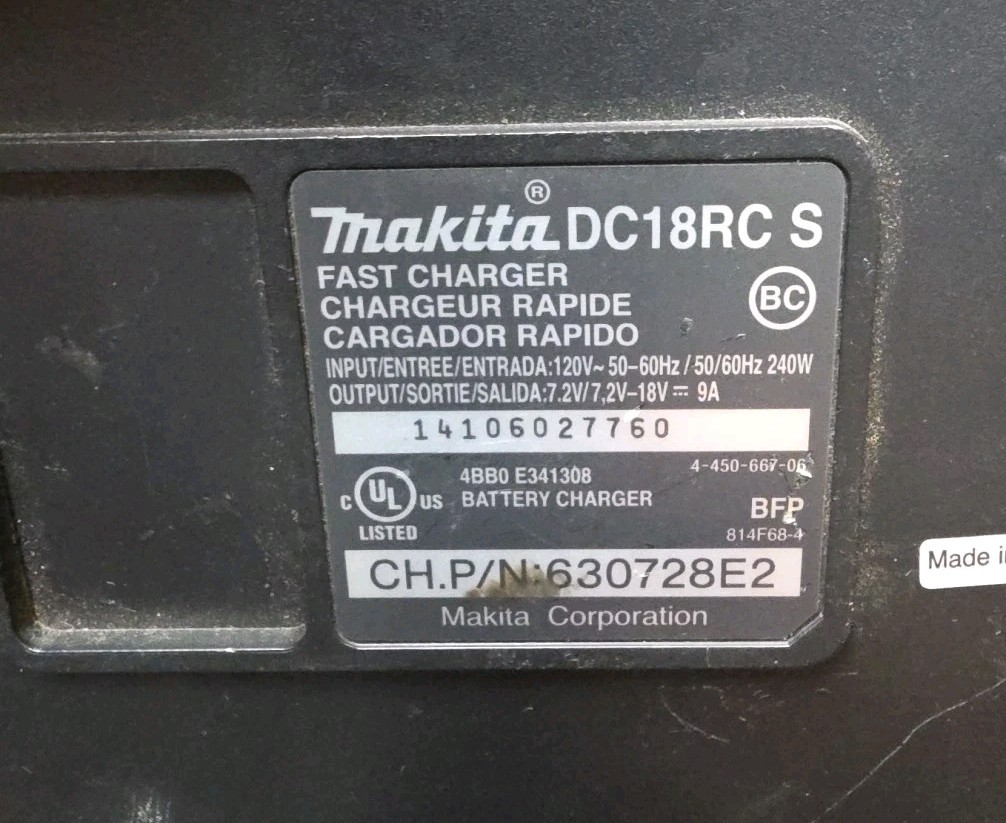 makita® DC18RC S
FAST CHARGER
CHARGEUR RAPIDE
CARGADOR RAPIDO
BC
INPUT/ENTREE/ENTRADA:120V~ 50-60Hz / 50/60Hz 240W
OUTPUT/SORTIE/SALIDA:7.2V/7,2V-18V⎓ 9A
14106027760
4-450-667-06
C UL US
LISTED
4BB0 E341308
BATTERY CHARGER
BFP
814F68-4
CH.P/N:630728E2
Makita Corporation
Made